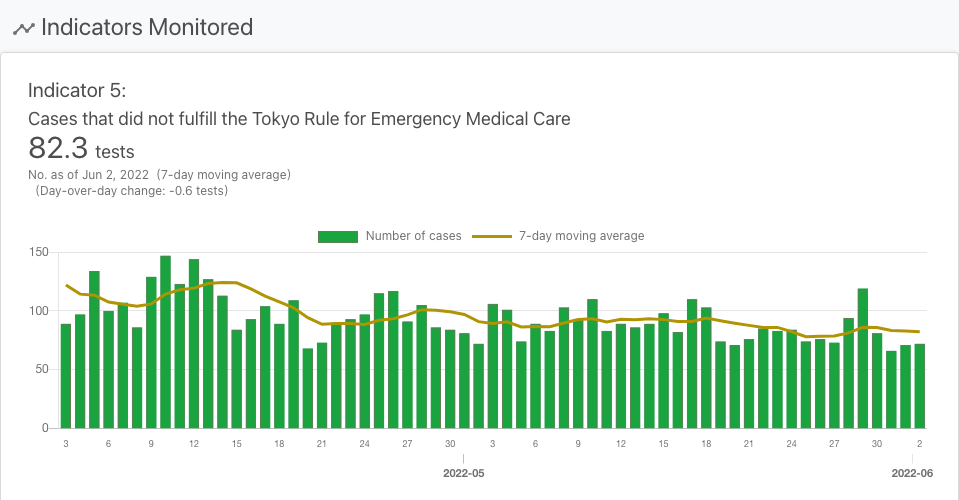 Indicators Monitored
Indicator 5:
Cases that did not fulfill the Tokyo Rule for Emergency Medical Care
82.3 tests
No. as of Jun 2, 2022 (7-day moving average)
(Day-over-day change: -0.6 tests)
Number of cases 7-day moving average
150
100
50
0
3 6 9 12 15 18 21 24 27 30 3 6 9 12 15 18 21 24 27 30 2
2022-05 2022-06